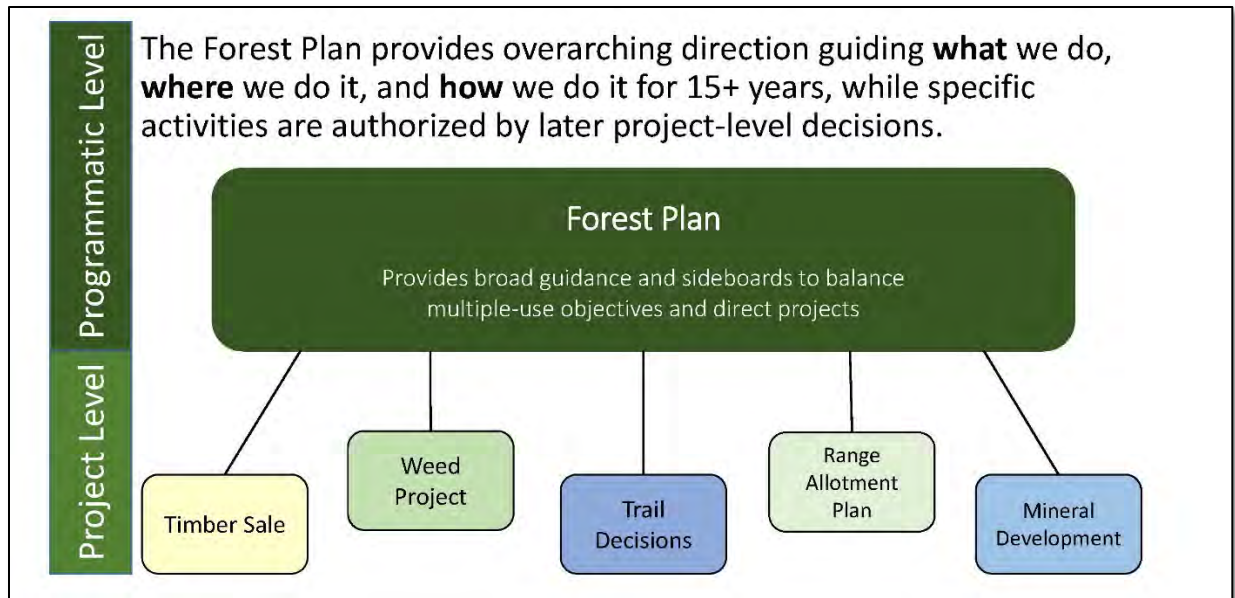 Programmatic Level
The Forest Plan provides overarching direction guiding what we do,
where we do it, and how we do it for 15+ years, while specific
activities are authorized by later project-level decisions.
Forest Plan
Provides broad guidance and sideboards to balance
multiple-use objectives and direct projects
Project Level
Timber Sale
Weed
Project
Trail
Decisions
Range
Allotment
Plan
Mineral
Development